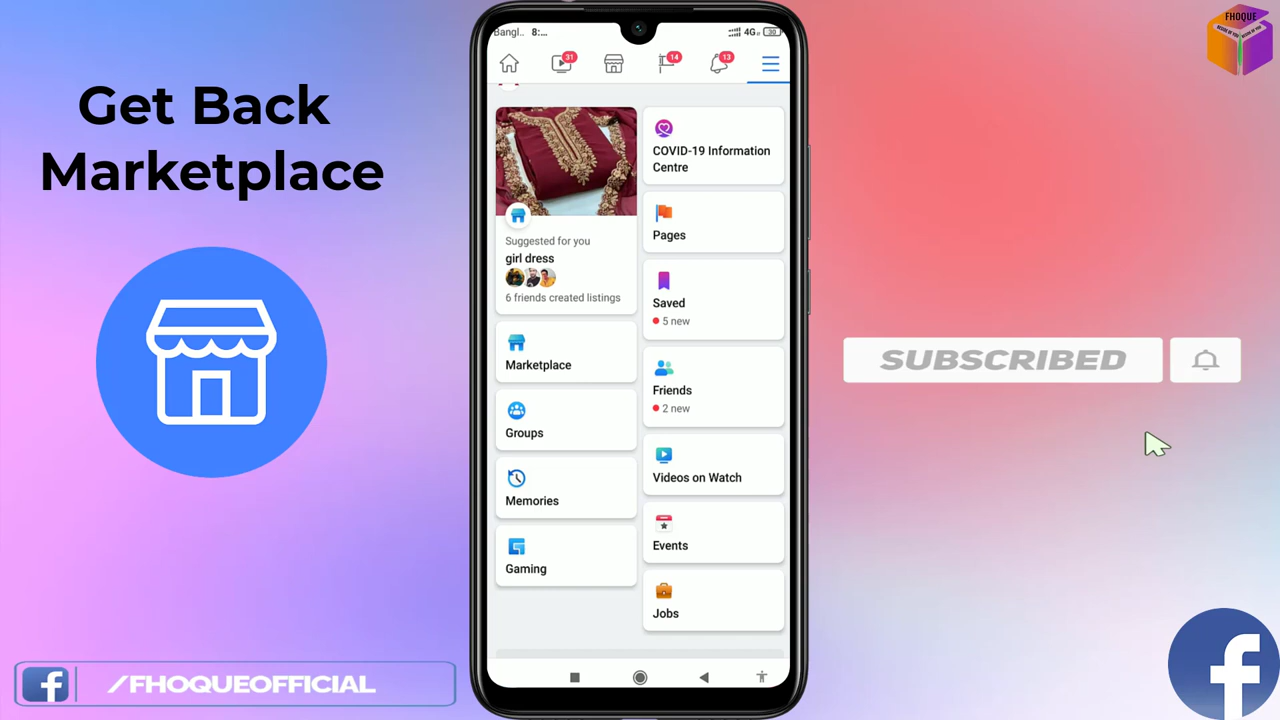 Get Back
Marketplace
/FHOQUEOFFICIAL
Bangl.. 8:...
4G
30
31
14
13
Suggested for you
girl dress
6 friends created listings
Marketplace
Groups
Memories
Gaming
COVID-19 Information
Centre
Pages
Saved
5 new
Friends
2 new
Videos on Watch
Events
Jobs
FHOQUE
SUBSCRIBED